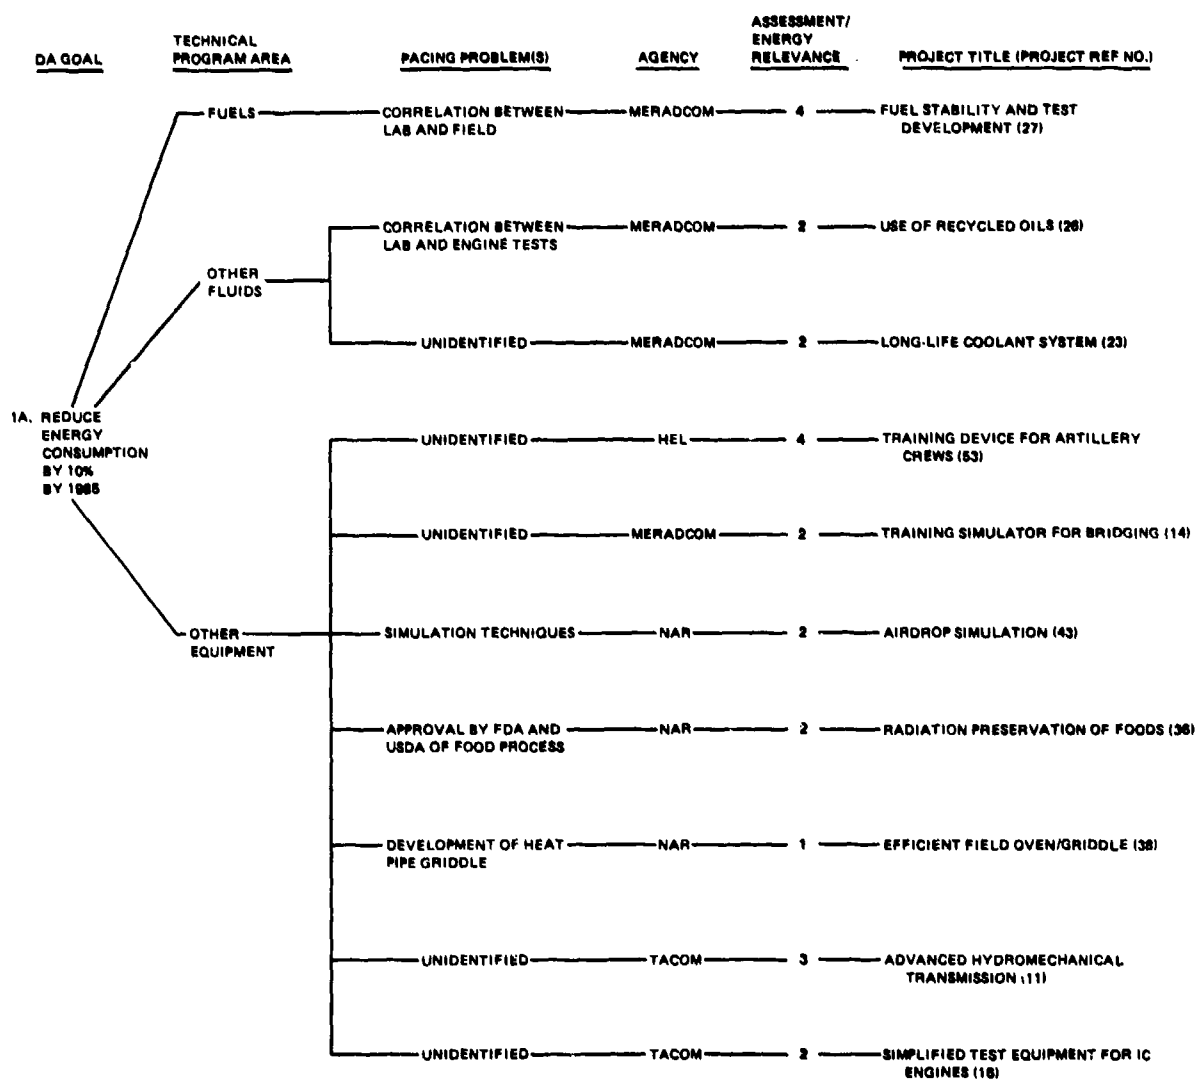 DA GOAL
TECHNICAL
PROGRAM AREA
PACING PROBLEM(S)
AGENCY
ASSESSMENT/
ENERGY
RELEVANCE
PROJECT TITLE (PROJECT REF NO.)
FUELS
CORRELATION BETWEEN
LAB AND FIELD
MERADCOM
4
FUEL STABILITY AND TEST
DEVELOPMENT (27)
OTHER
FLUIDS
CORRELATION BETWEEN
LAB AND ENGINE TESTS
MERADCOM
2
USE OF RECYCLED OILS (26)
UNIDENTIFIED
MERADCOM
2
LONG-LIFE COOLANT SYSTEM (23)
1A. REDUCE
ENERGY
CONSUMPTION
BY 10%
BY 1985
OTHER
EQUIPMENT
UNIDENTIFIED
HEL
4
TRAINING DEVICE FOR ARTILLERY
CREWS (53)
UNIDENTIFIED
MERADCOM
2
TRAINING SIMULATOR FOR BRIDGING (14)
SIMULATION TECHNIQUES
NAR
2
AIRDROP SIMULATION (43)
APPROVAL BY FDA AND
USDA OF FOOD PROCESS
NAR
2
RADIATION PRESERVATION OF FOODS (36)
DEVELOPMENT OF HEAT
PIPE GRIDDLE
NAR
1
EFFICIENT FIELD OVEN/GRIDDLE (38)
UNIDENTIFIED
TACOM
3
ADVANCED HYDROMECHANICAL
TRANSMISSION (11)
UNIDENTIFIED
TACOM
2
SIMPLIFIED TEST EQUIPMENT FOR IC
ENGINES (16)